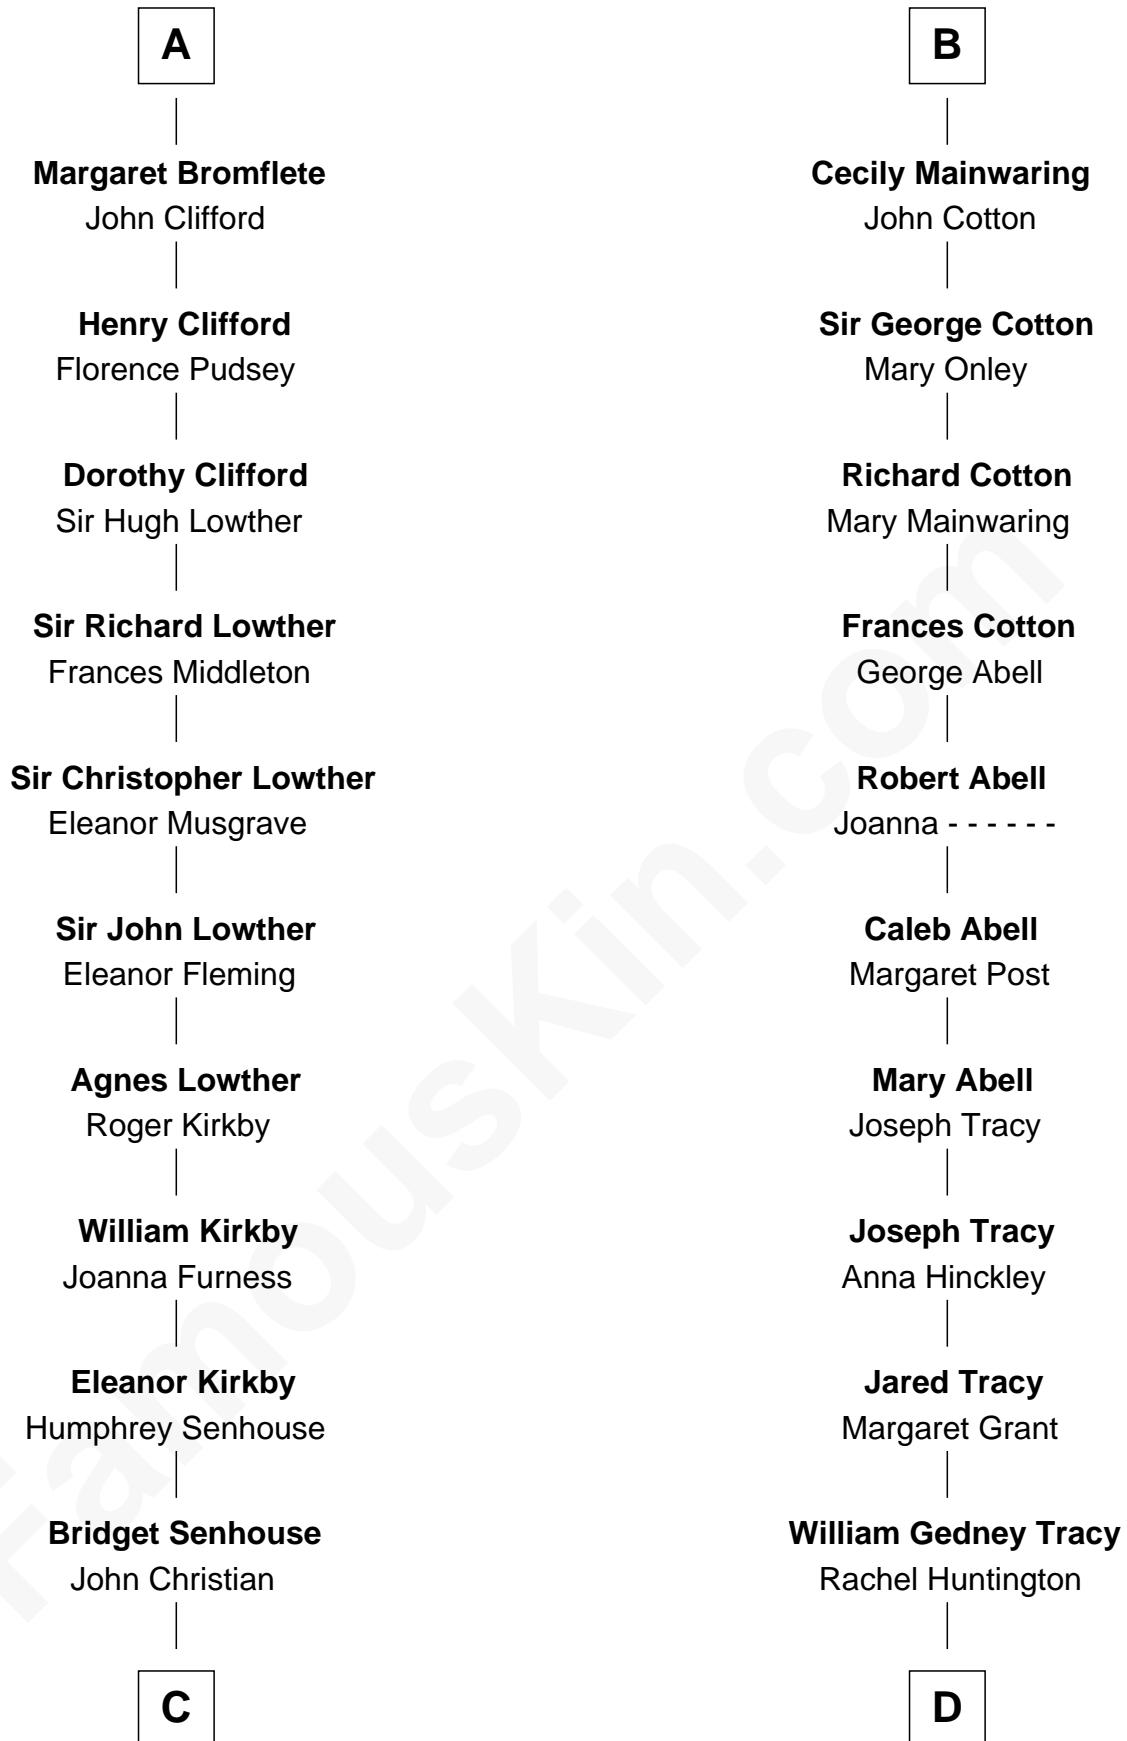 A
Margaret Bromflete
John Clifford
Henry Clifford
Florence Pudsey
Dorothy Clifford
Sir Hugh Lowther
Sir Richard Lowther
Frances Middleton
Sir Christopher Lowther
Eleanor Musgrave
Sir John Lowther
Eleanor Fleming
Agnes Lowther
Roger Kirkby
William Kirkby
Joanna Furness
Eleanor Kirkby
Humphrey Senhouse
Bridget Senhouse
John Christian
C
B
Cecily Mainwaring
John Cotton
Sir George Cotton
Mary Onley
Richard Cotton
Mary Mainwaring
Frances Cotton
George Abell
Robert Abell
Joanna - - - - - -
Caleb Abell
Margaret Post
Mary Abell
Joseph Tracy
Joseph Tracy
Anna Hinckley
Jared Tracy
Margaret Grant
William Gedney Tracy
Rachel Huntington
D
FamousKin.com